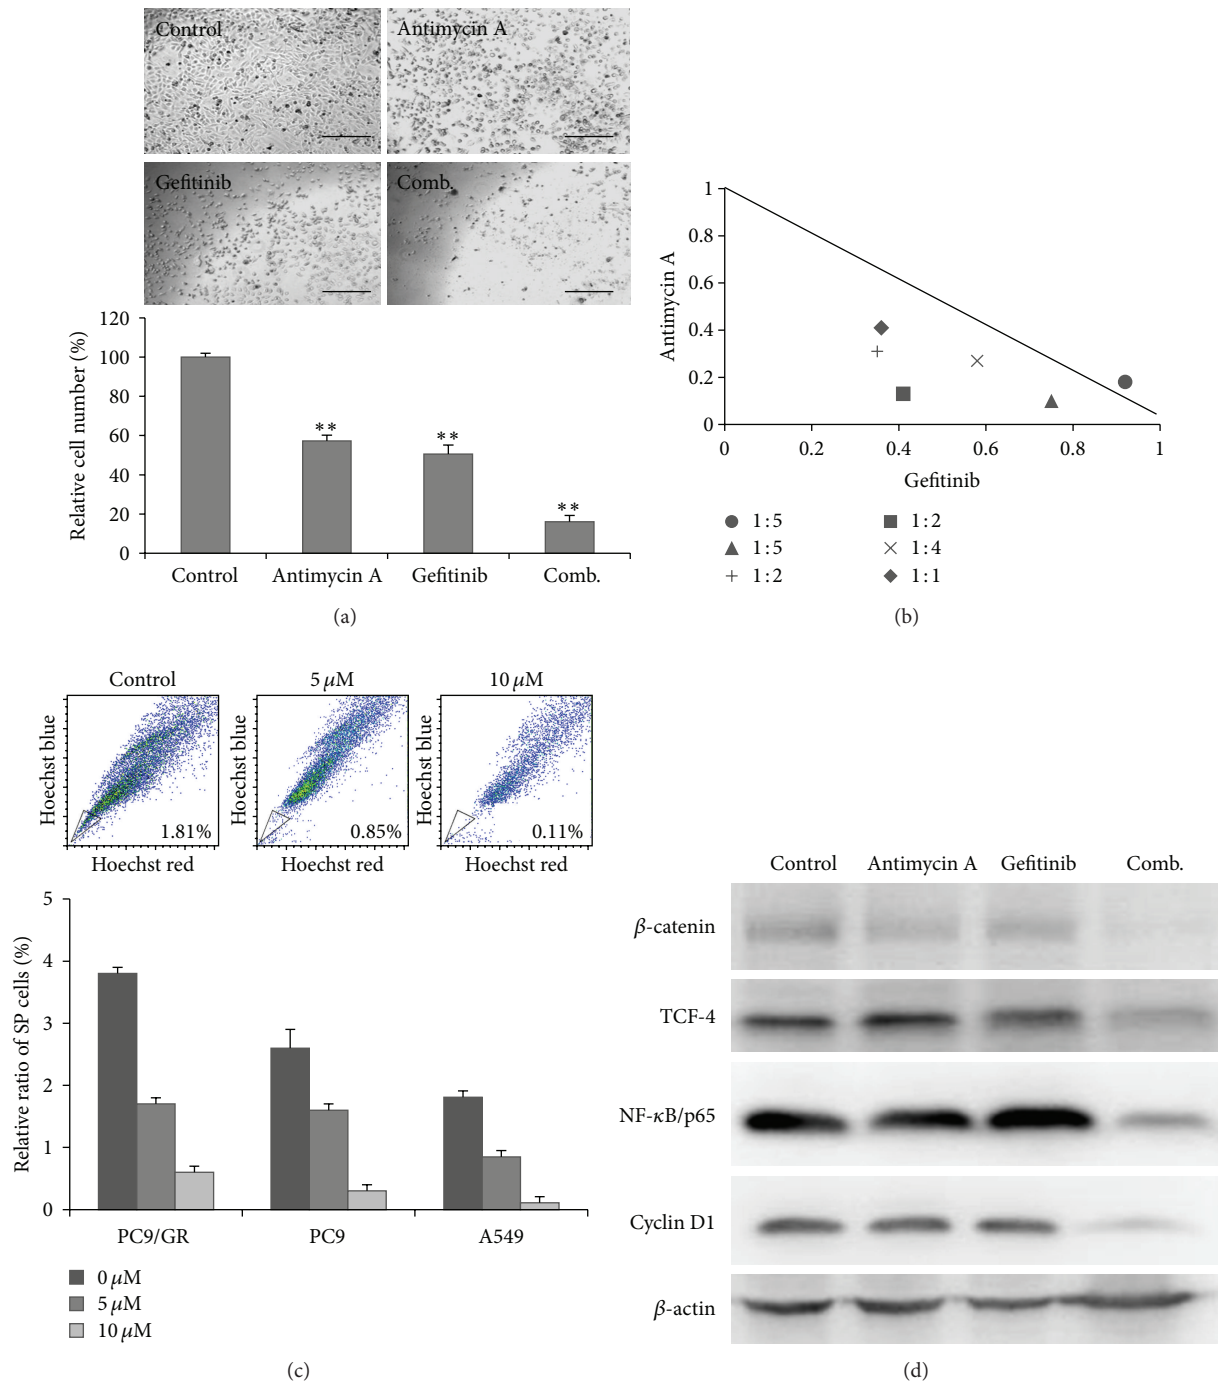 Control
Antimycin A
Gefitinib
Comb.
Relative cell number (%)
120
100
80
60
40
20
0
**
**
**
Control Antimycin A Gefitinib Comb.
(a)
Antimycin A
1
0.8
0.6
0.4
0.2
0
0 0.2 0.4 0.6 0.8 1
Gefitinib
1 : 5 1 : 2
1 : 5 1 : 4
1 : 2 1 : 1
(b)
Control 5 μM 10 μM
Hoechst blue Hoechst blue Hoechst blue
1.81% 0.85% 0.11%
Hoechst red Hoechst red Hoechst red
Relative ratio of SP cells (%)
5
4
3
2
1
0
PC9/GR PC9 A549
0 μM
5 μM
10 μM
(c)
Control Antimycin A Gefitinib Comb.
β-catenin
TCF-4
NF-κB/p65
Cyclin D1
β-actin
(d)